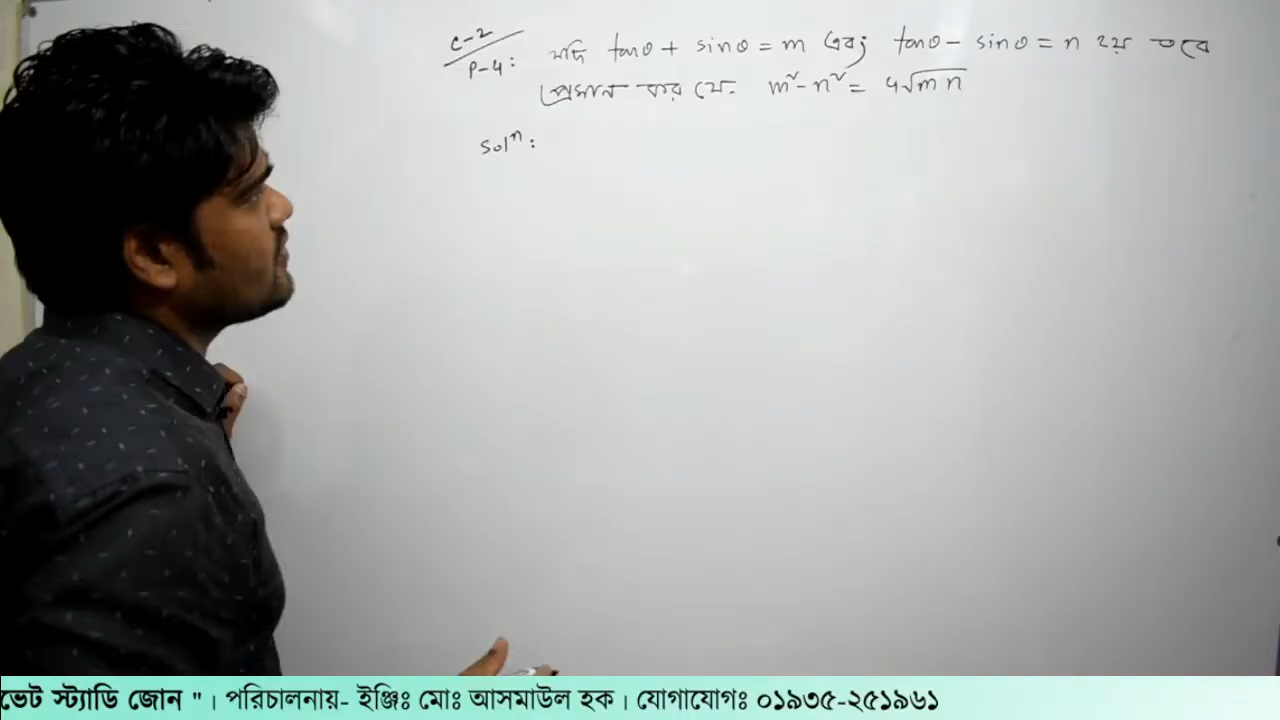 C-2
P-4: যদি tanθ + sinθ = m এবং tanθ - sinθ = n হয় তবে
প্রমান কর যে. m² - n² = 4√mn
Solⁿ:
ভেট স্ট্যাডি জোন " । পরিচালনায়- ইঞ্জিঃ মোঃ আসমাউল হক । যোগাযোগঃ ০১৯৩৫-২৫১৯৬১